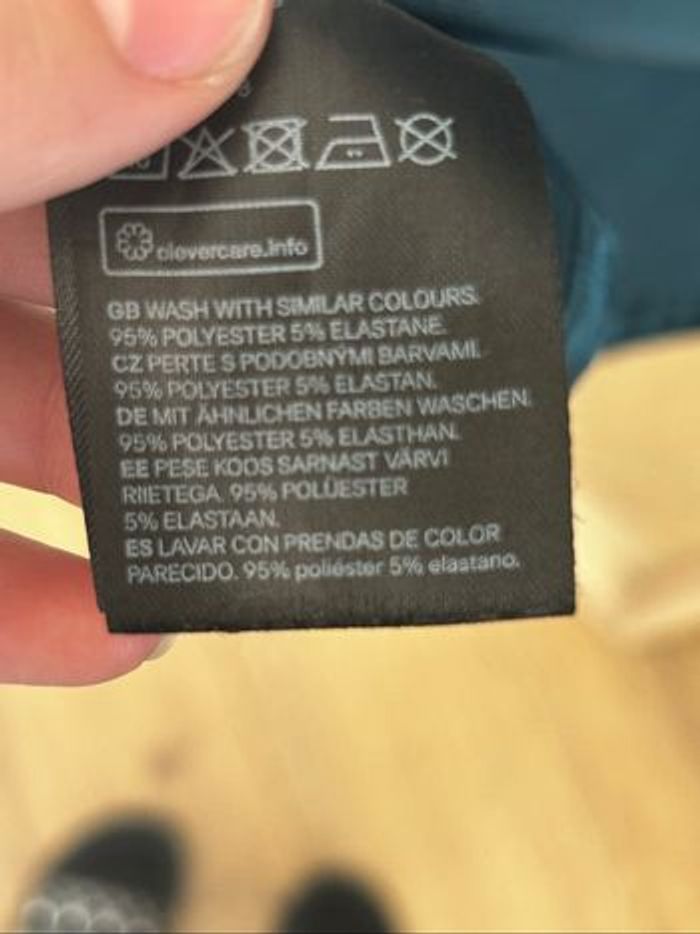 clevercare.info
GB WASH WITH SIMILAR COLOURS.
95% POLYESTER 5% ELASTANE.
CZ PERTE S PODOBNÝMI BARVAMI.
95% POLYESTER 5% ELASTAN.
DE MIT ÄHNLICHEN FARBEN WASCHEN.
95% POLYESTER 5% ELASTHAN.
EE PESE KOOS SARNAST VÄRVI
RIIETEGA. 95% POLÜESTER
5% ELASTAAN.
ES LAVAR CON PRENDAS DE COLOR
PARECIDO. 95% poliéster 5% elastano.